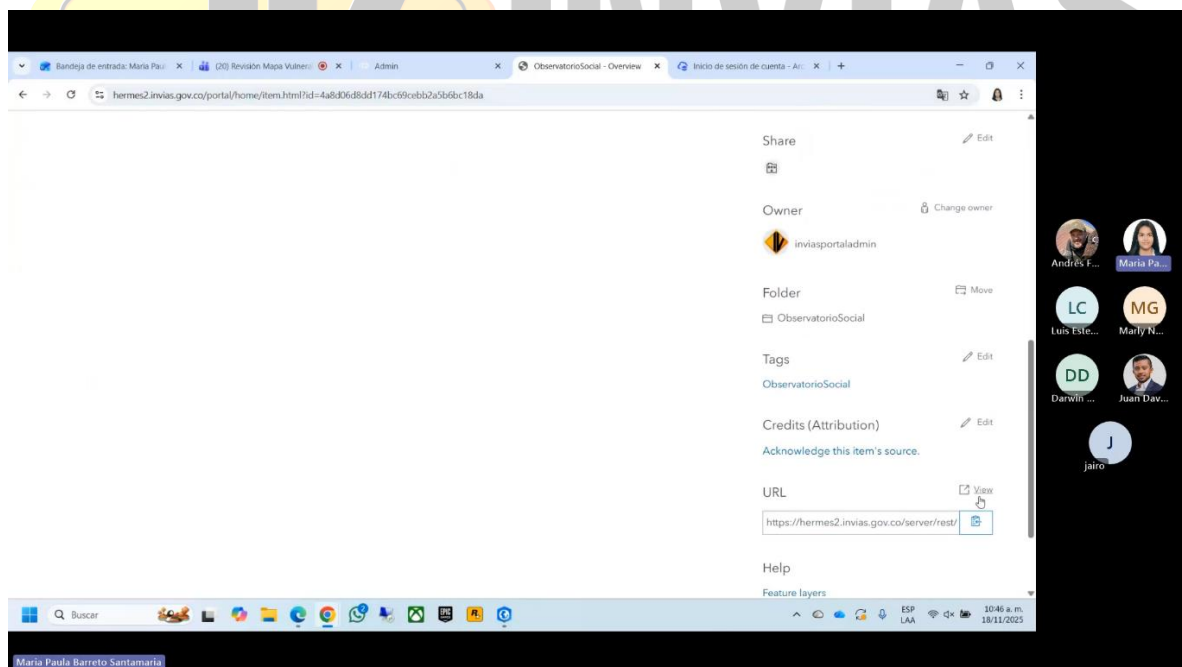 INVIAS
Bandeja de entrada: Maria Pau
(20) Revisión Mapa Vulnera
Admin
ObservatorioSocial - Overview
Inicio de sesión de cuenta - Arc
hermes2.invias.gov.co/portal/home/item.html?id=4a8d06d8dd174bc69cebb2a5b6bc18da
Share Edit
Owner Change owner
inviasportaladmin
Folder Move
ObservatorioSocial
Tags Edit
ObservatorioSocial
Credits (Attribution) Edit
Acknowledge this item's source.
URL View
https://hermes2.invias.gov.co/server/rest/
Help
Feature layers
Andrés F... Maria Pa...
LC MG
Luis Este... Marly N...
DD
Darwin ... Juan Dav...
J
jairo
Buscar
EPIC
ESP
LAA
10:46 a. m.
18/11/2025
Maria Paula Barreto Santamaria